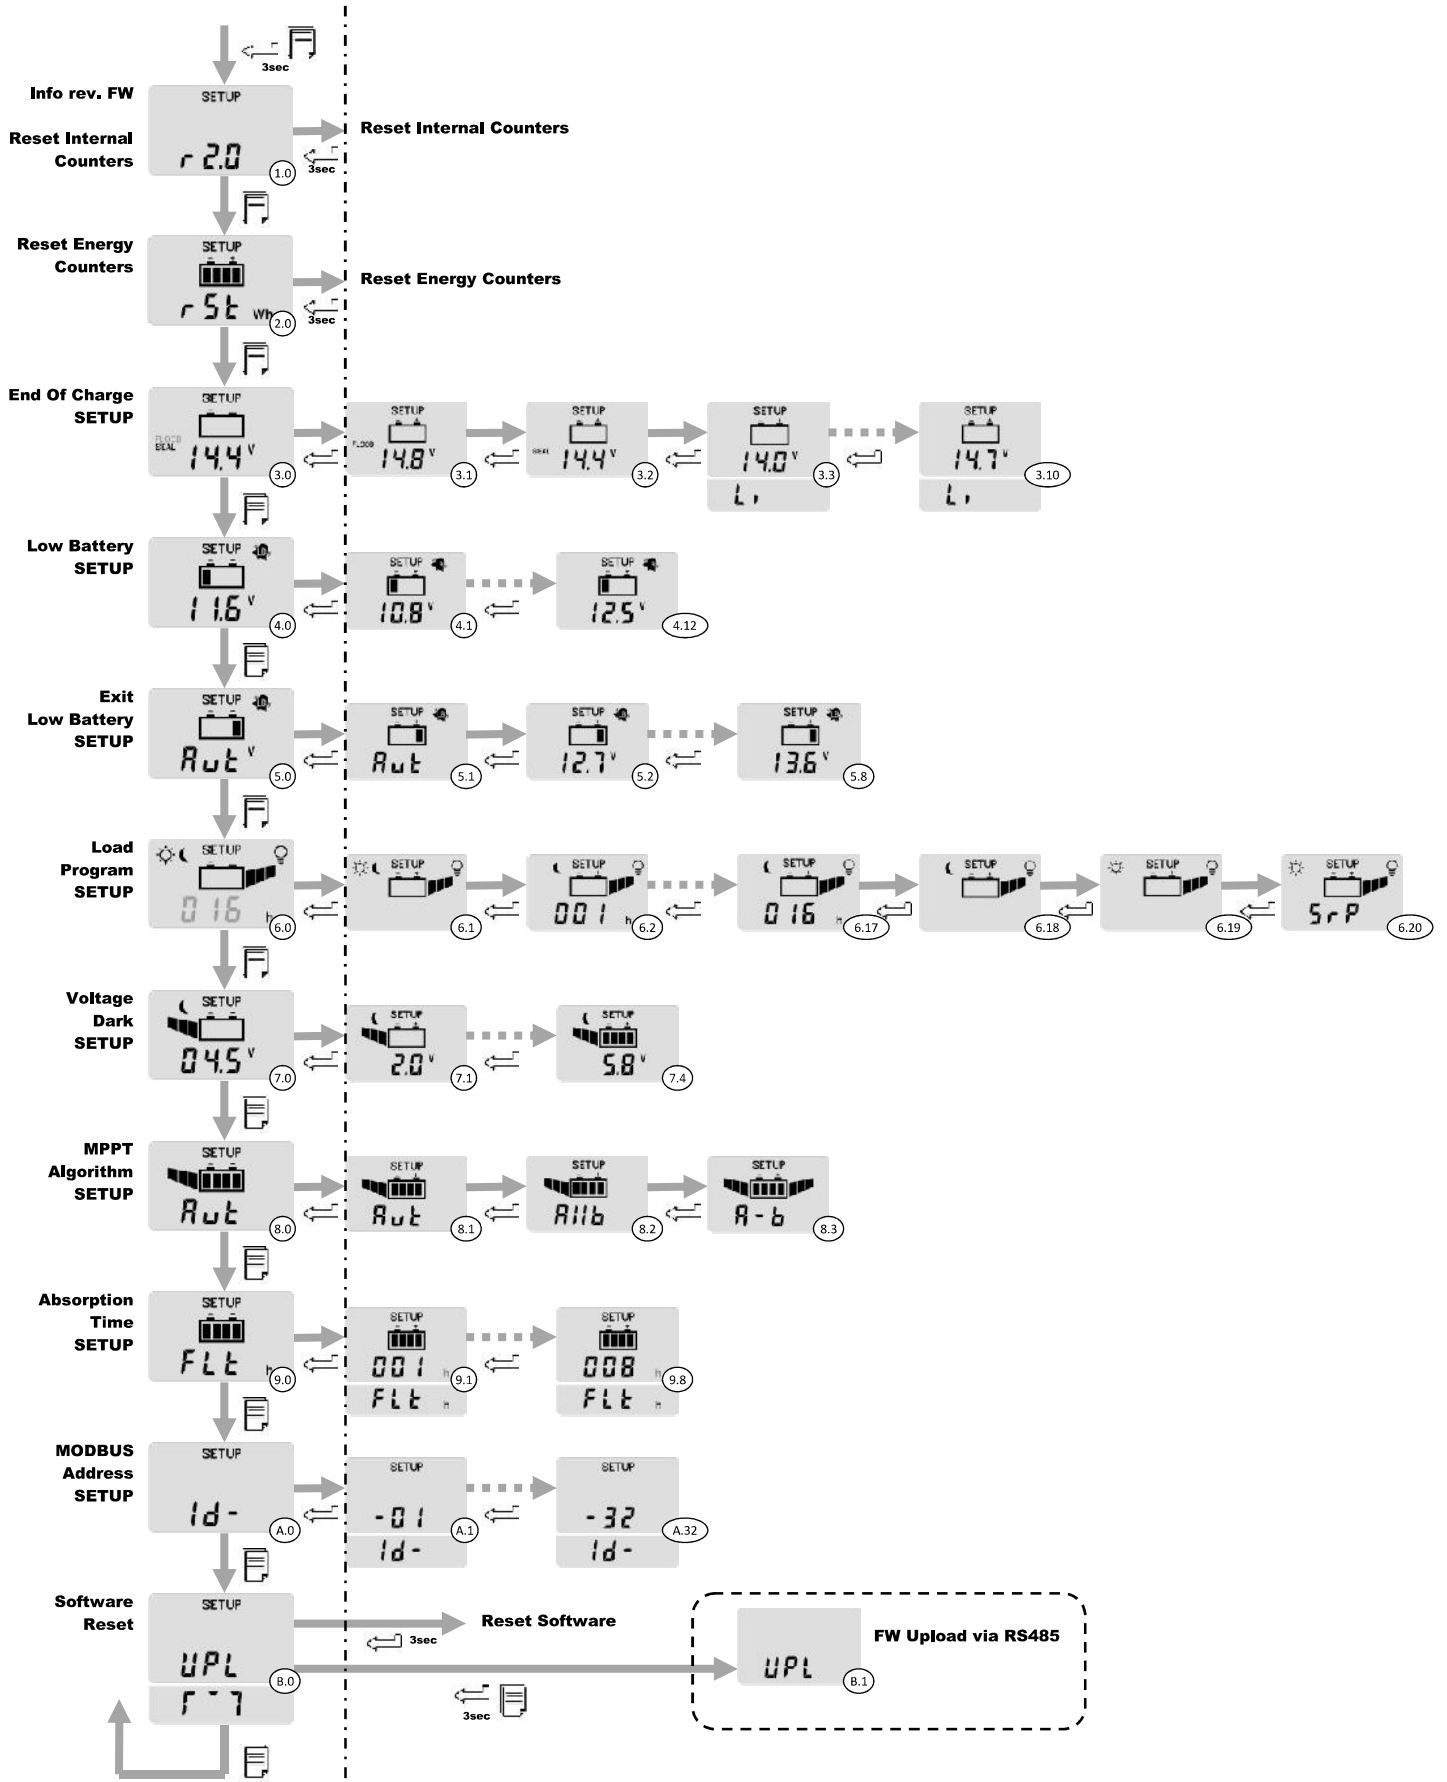 3sec
Info rev. FW
Reset Internal
Counters
SETUP
r 2.0
1.0
3sec
Reset Internal Counters
Reset Energy
Counters
SETUP
rSt Wh
2.0
3sec
Reset Energy Counters
End Of Charge
SETUP
SETUP
FLOOD
SEAL
14.4 V
3.0
SETUP
FLOOD
14.8 V
3.1
SETUP
SEAL
14.4 V
3.2
SETUP
14.0 V
3.3
Li
SETUP
14.7 V
3.10
Li
Low Battery
SETUP
SETUP
11.6 V
4.0
SETUP
10.8 V
4.1
SETUP
12.5 V
4.12
Exit
Low Battery
SETUP
SETUP
Aut V
5.0
SETUP
Aut
5.1
SETUP
12.7 V
5.2
SETUP
13.6 V
5.8
Load
Program
SETUP
SETUP
016 h
6.0
SETUP
6.1
SETUP
001 h
6.2
SETUP
016 h
6.17
SETUP
6.18
SETUP
6.19
SETUP
SrP
6.20
Voltage
Dark
SETUP
SETUP
04.5 V
7.0
SETUP
2.0 V
7.1
SETUP
5.8 V
7.4
MPPT
Algorithm
SETUP
SETUP
Aut
8.0
SETUP
Aut
8.1
SETUP
A//b
8.2
SETUP
A-b
8.3
Absorption
Time
SETUP
SETUP
FLt h
9.0
SETUP
001 h
9.1
FLt h
SETUP
008 h
9.8
FLt h
MODBUS
Address
SETUP
SETUP
Id-
A.0
SETUP
-01
A.1
Id-
SETUP
-32
A.32
Id-
Software
Reset
SETUP
UPL
B.0
3sec
Reset Software
3sec
UPL
B.1
FW Upload via RS485